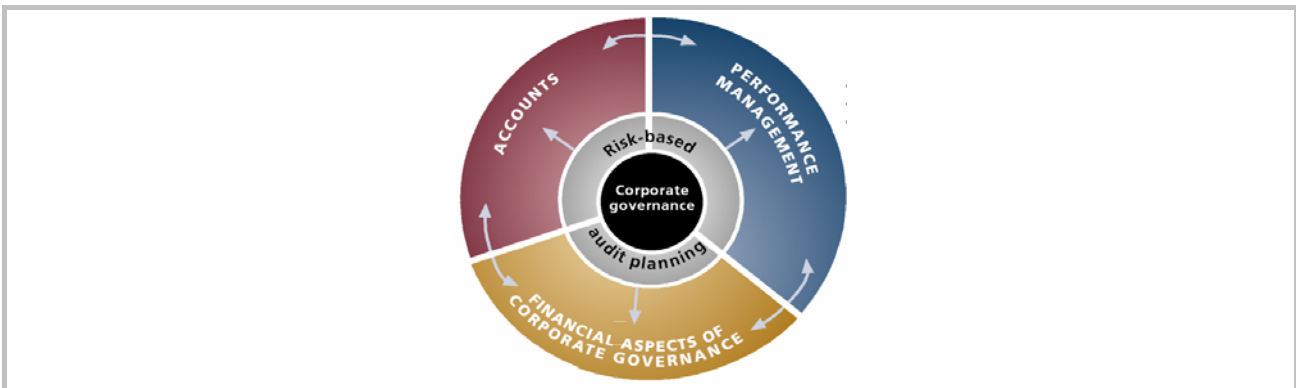 ACCOUNTS
PERFORMANCE
MANAGEMENT
Risk-based
Corporate
governance
audit planning
FINANCIAL ASPECTS OF
CORPORATE GOVERNANCE